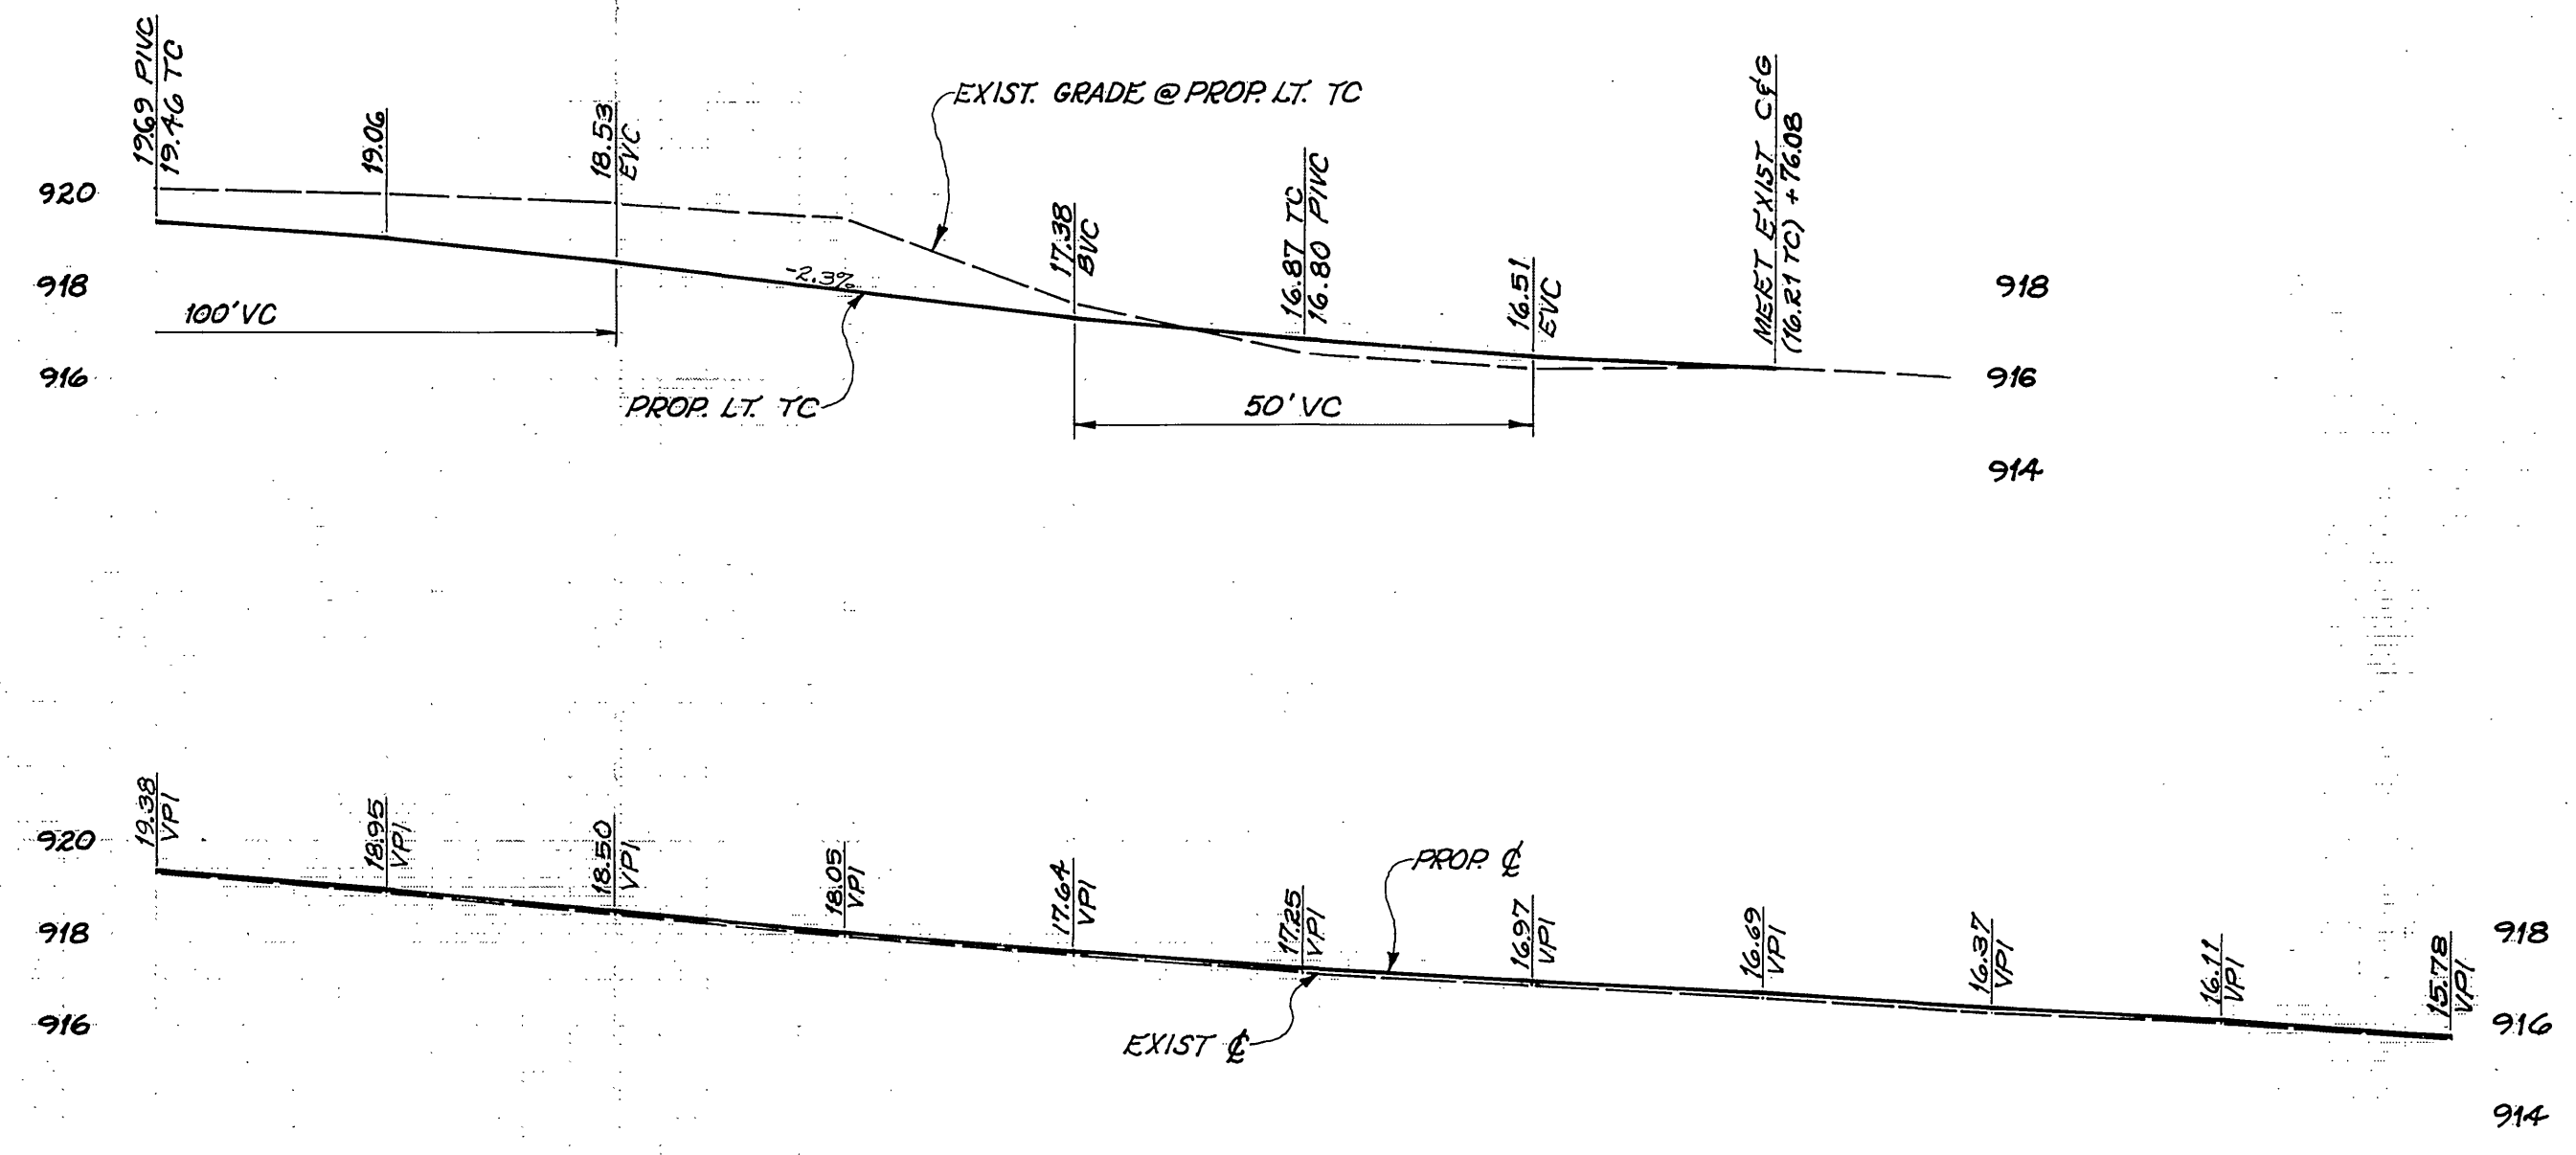 19.69 PIVC
19.46 TC
19.06
18.53
EVC
EXIST. GRADE @ PROP. LT. TC
17.38
BVC
16.87 TC
16.80 PIVC
16.51
EVC
MEET EXIST C&G
(16.21 TC) +76.08
920
918
916
-2.3%
100' VC
PROP. LT. TC
50' VC
918
916
914
19.38
VPI
18.95
VPI
18.50
VPI
18.05
VPI
17.64
VPI
17.25
VPI
16.97
VPI
16.69
VPI
16.37
VPI
16.11
VPI
15.78
VPI
PROP. ℄
EXIST ℄
920
918
916
918
916
914